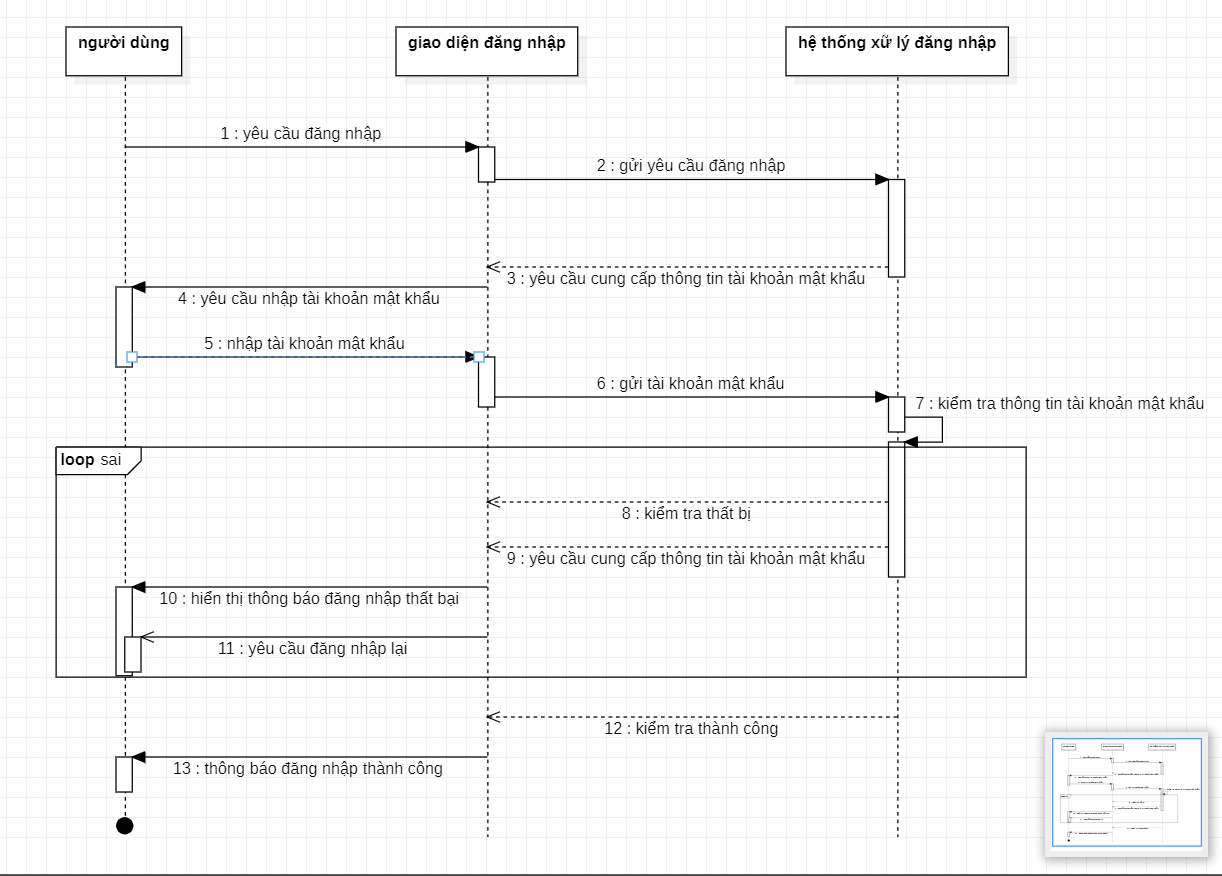 người dùng
giao diện đăng nhập
hệ thống xữ lý đăng nhập
1 : yêu cầu đăng nhập
2 : gửi yêu cầu đăng nhập
3 : yêu cầu cung cấp thông tin tài khoản mật khẩu
4 : yêu cầu nhập tài khoản mật khẩu
5 : nhập tài khoản mật khẩu
6 : gửi tài khoản mật khẩu
7 : kiểm tra thông tin tài khoản mật khẩu
loop sai
8 : kiểm tra thất bị
9 : yêu cầu cung cấp thông tin tài khoản mật khẩu
10 : hiển thị thông báo đăng nhập thất bại
11 : yêu cầu đăng nhập lại
12 : kiểm tra thành công
13 : thông báo đăng nhập thành công